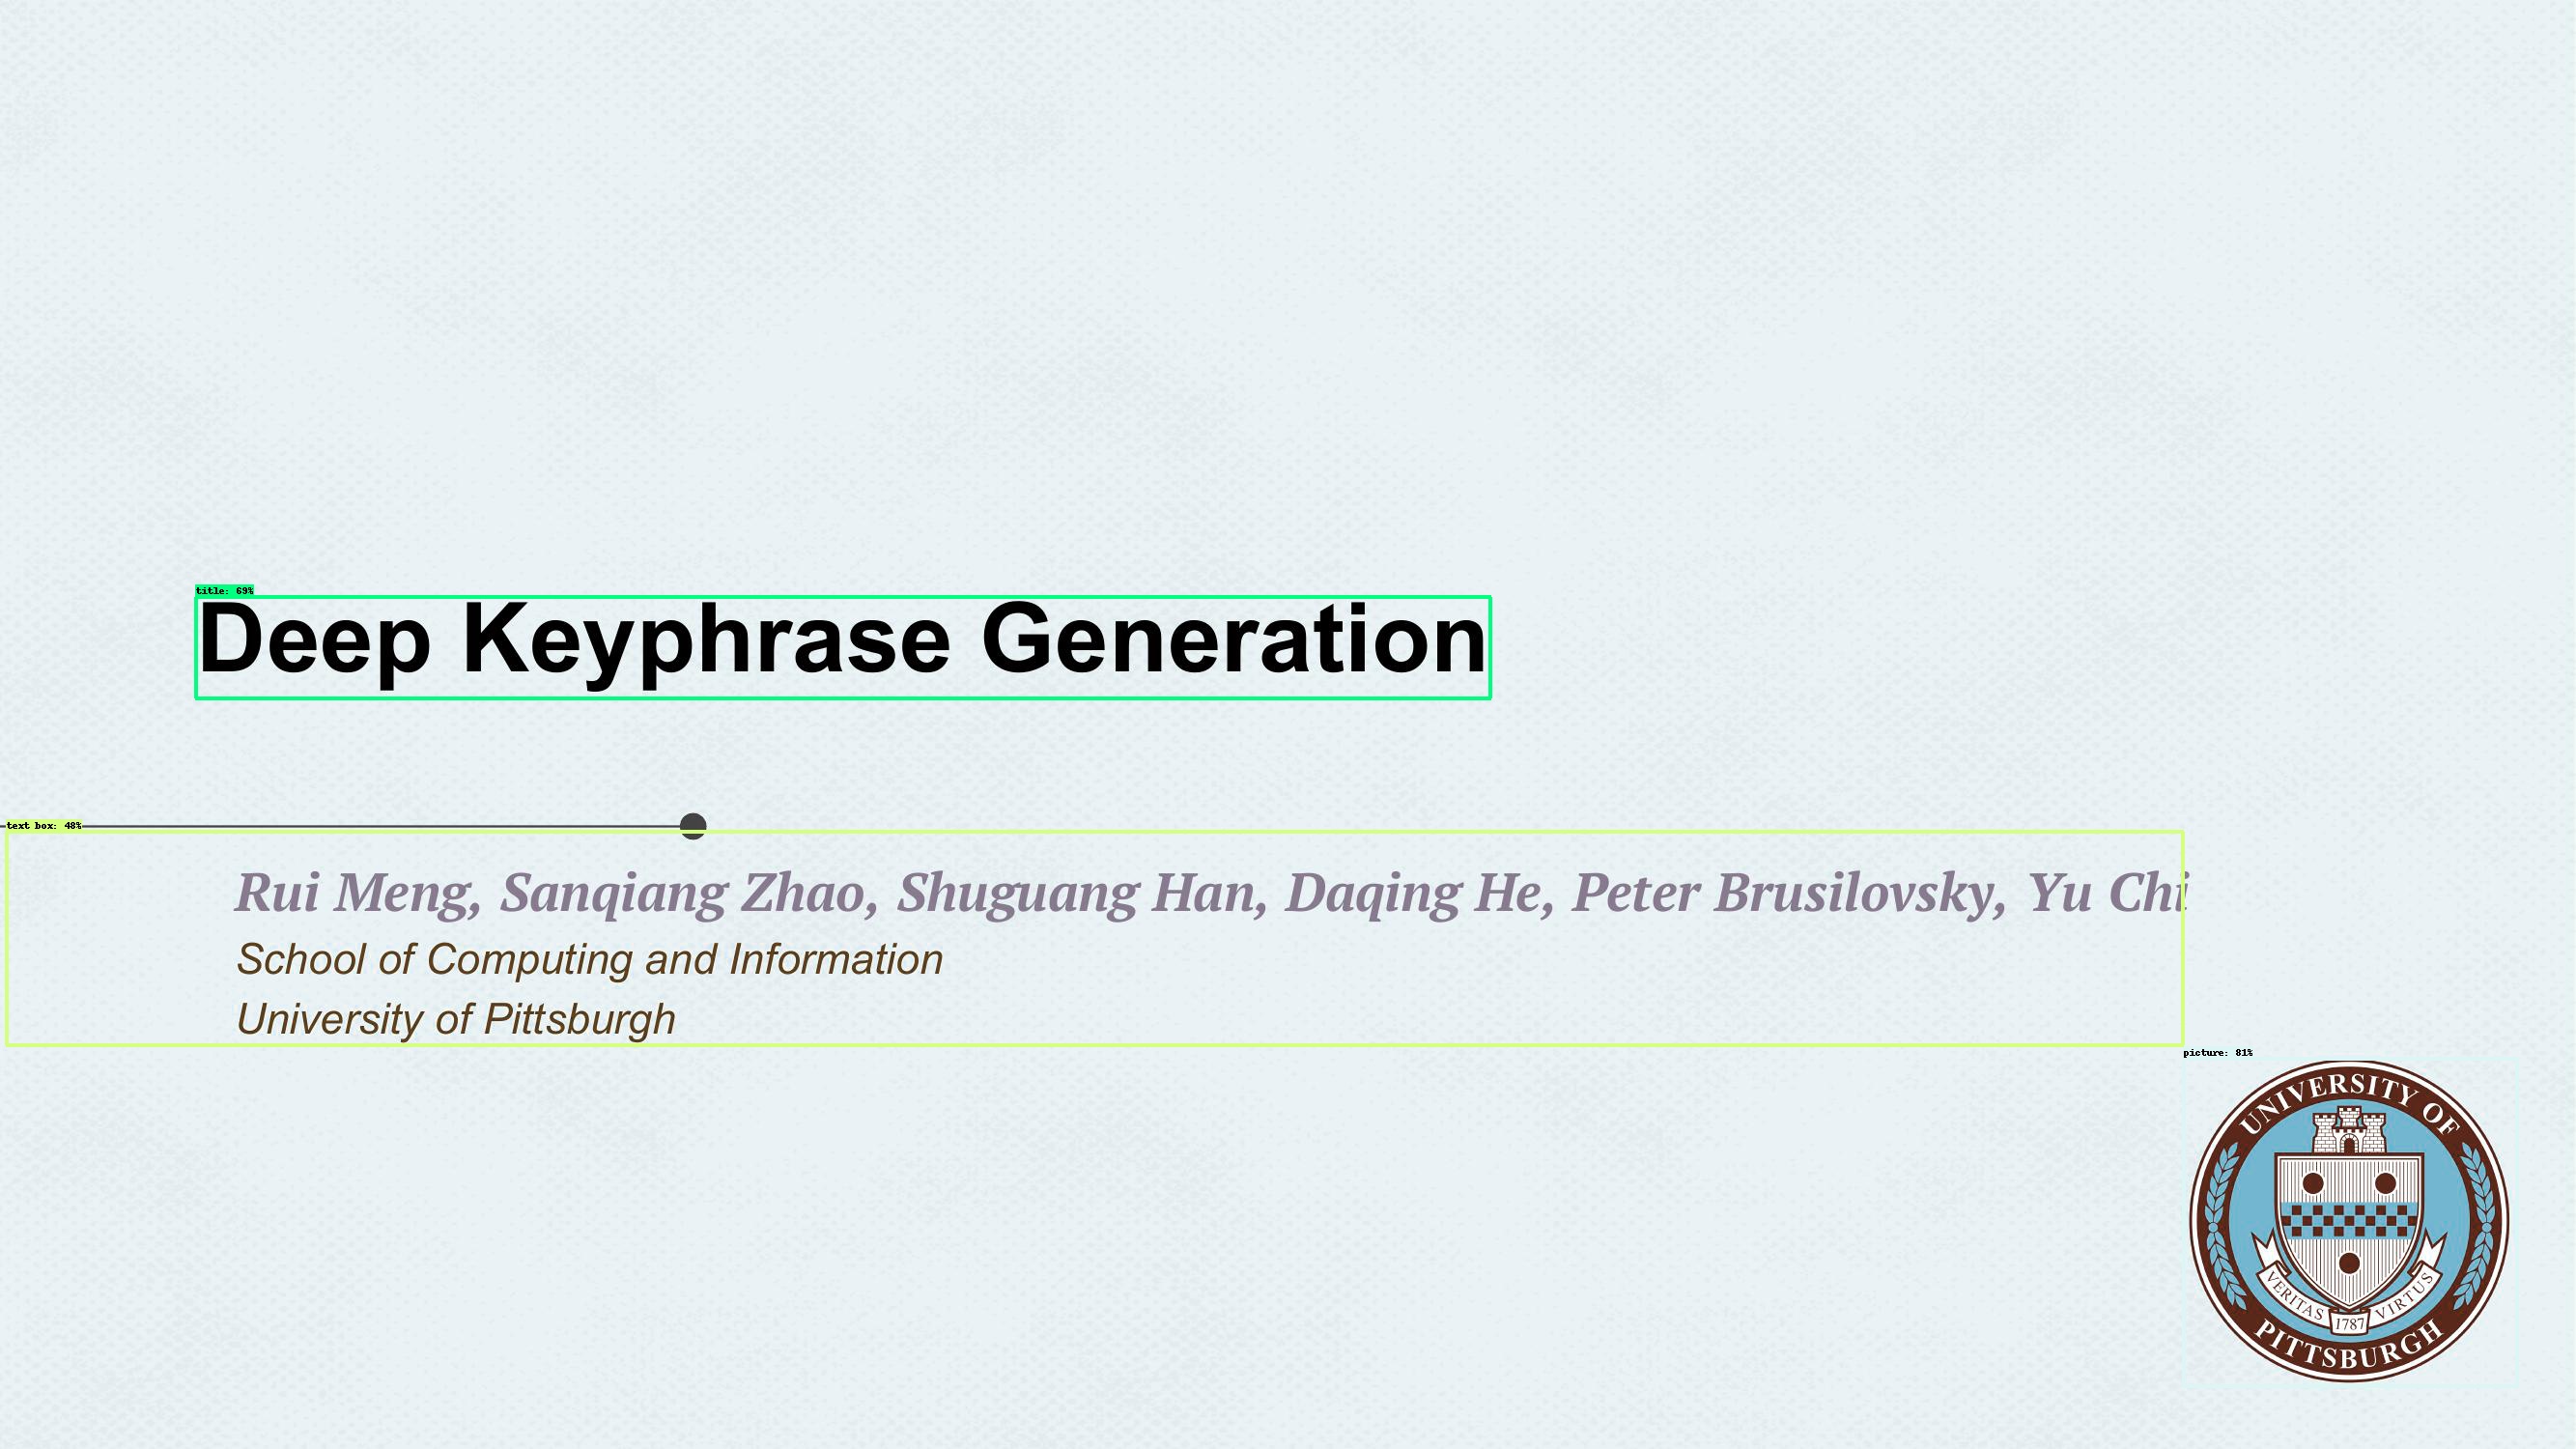 title: 69%
Deep Keyphrase Generation
text box: 48%
Rui Meng, Sanqiang Zhao, Shuguang Han, Daqing He, Peter Brusilovsky, Yu Chi
School of Computing and Information
University of Pittsburgh
picture: 81%
UNIVERSITY OF
VERITAS
1787
VIRTUS
PITTSBURGH